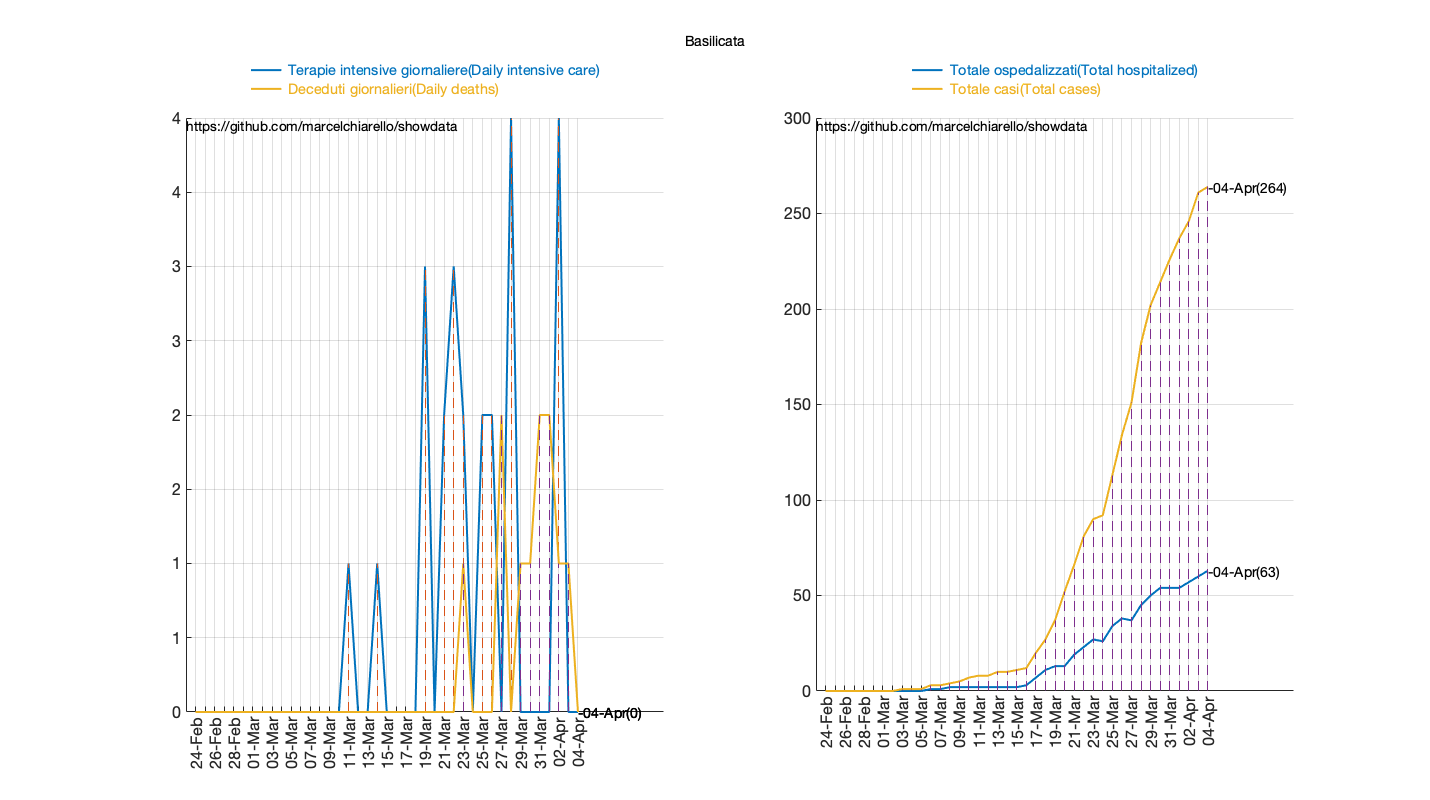 Basilicata
Terapie intensive giornaliere(Daily intensive care)
Deceduti giornalieri(Daily deaths)
https://github.com/marcelchiarello/showdata
4
4
3
3
2
2
1
1
0
-04-Apr(0)
24-Feb
26-Feb
28-Feb
01-Mar
03-Mar
05-Mar
07-Mar
09-Mar
11-Mar
13-Mar
15-Mar
17-Mar
19-Mar
21-Mar
23-Mar
25-Mar
27-Mar
29-Mar
31-Mar
02-Apr
04-Apr
Totale ospedalizzati(Total hospitalized)
Totale casi(Total cases)
https://github.com/marcelchiarello/showdata
300
250
200
150
100
50
0
-04-Apr(264)
-04-Apr(63)
24-Feb
26-Feb
28-Feb
01-Mar
03-Mar
05-Mar
07-Mar
09-Mar
11-Mar
13-Mar
15-Mar
17-Mar
19-Mar
21-Mar
23-Mar
25-Mar
27-Mar
29-Mar
31-Mar
02-Apr
04-Apr